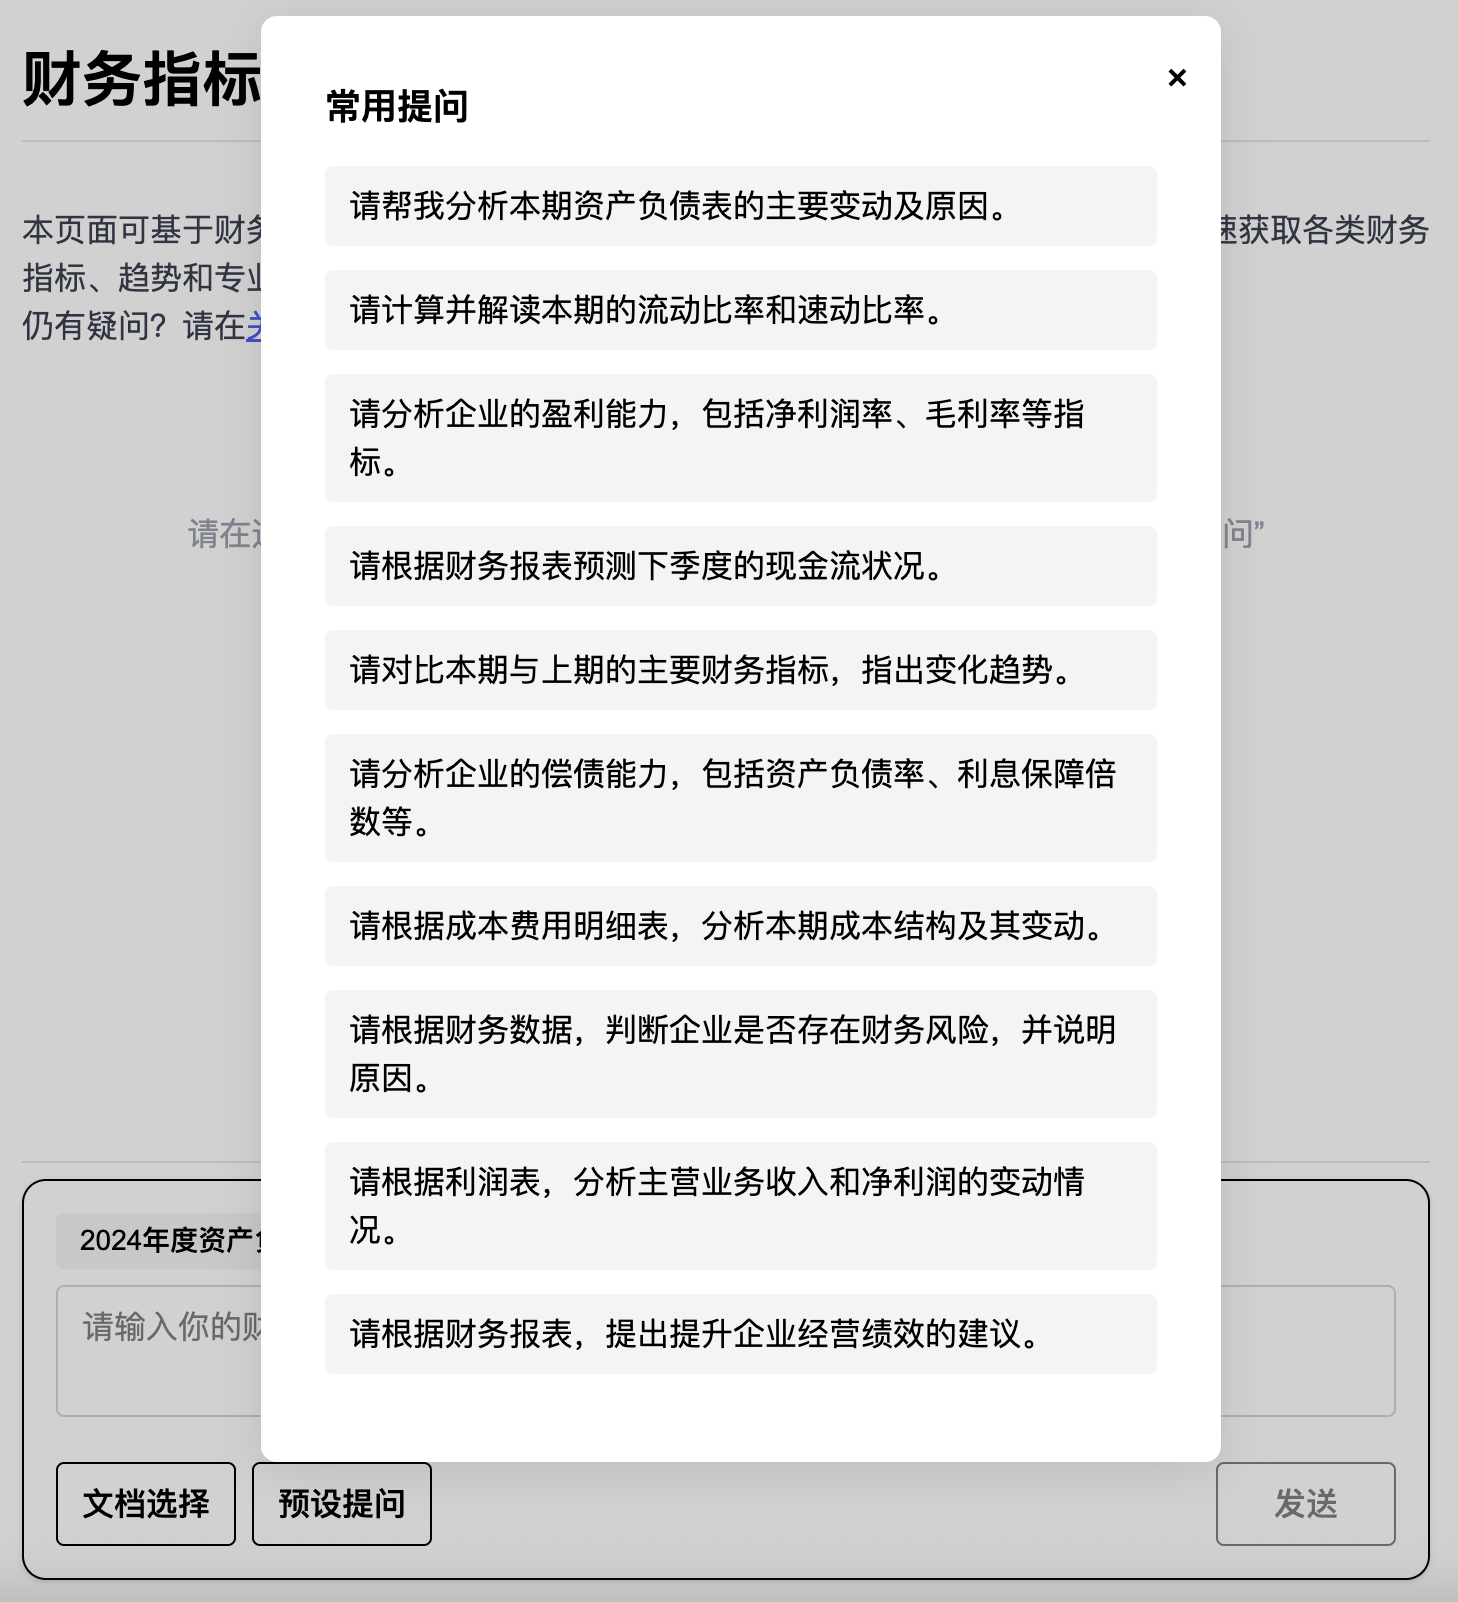 财务指标
常用提问
×
请帮我分析本期资产负债表的主要变动及原因。
请计算并解读本期的流动比率和速动比率。
请分析企业的盈利能力，包括净利润率、毛利率等指
标。
请根据财务报表预测下季度的现金流状况。
请对比本期与上期的主要财务指标，指出变化趋势。
请分析企业的偿债能力，包括资产负债率、利息保障倍
数等。
请根据成本费用明细表，分析本期成本结构及其变动。
请根据财务数据，判断企业是否存在财务风险，并说明
原因。
请根据利润表，分析主营业务收入和净利润的变动情
况。
请根据财务报表，提出提升企业经营绩效的建议。
本页面可基于财务
速获取各类财务
指标、趋势和专业
仍有疑问？请在
请在
问”
2024年度资产
请输入你的财
文档选择
预设提问
发送